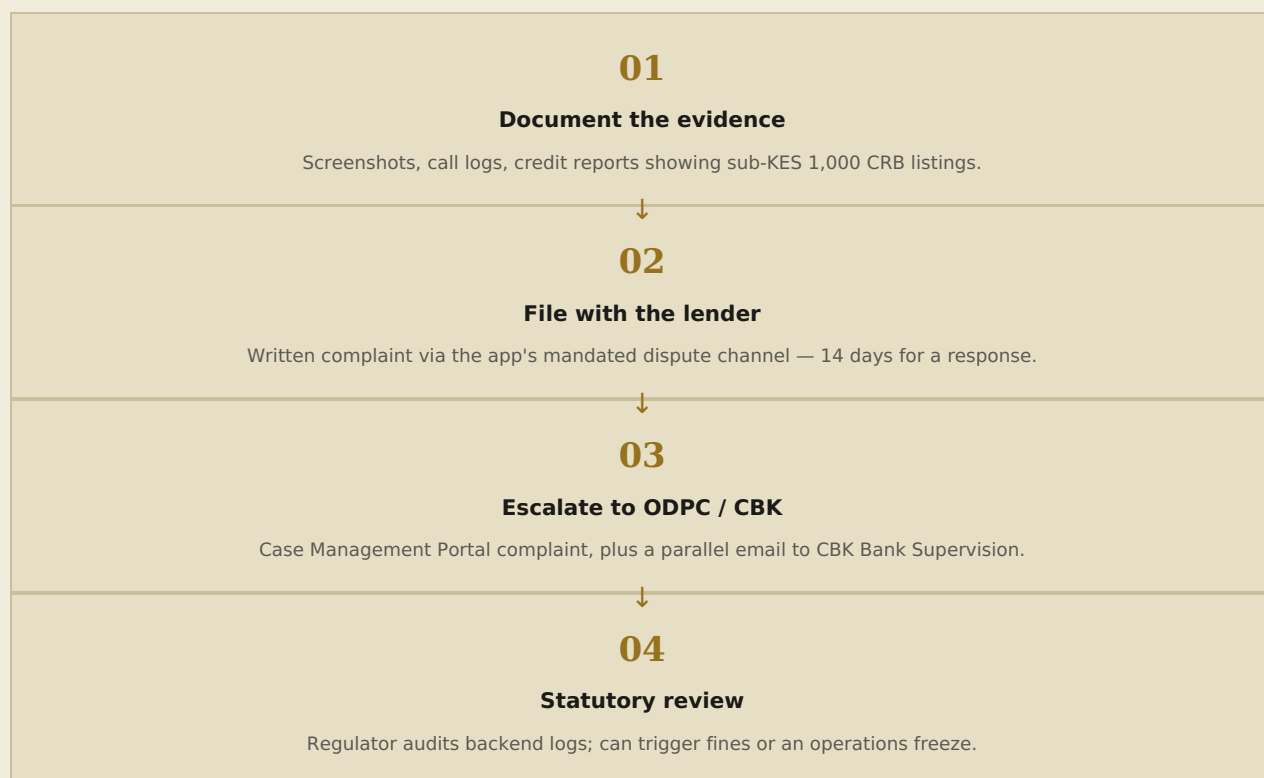 01
Document the evidence
Screenshots, call logs, credit reports showing sub-KES 1,000 CRB listings.
↓
02
File with the lender
Written complaint via the app's mandated dispute channel — 14 days for a response.
↓
03
Escalate to ODPC / CBK
Case Management Portal complaint, plus a parallel email to CBK Bank Supervision.
↓
04
Statutory review
Regulator audits backend logs; can trigger fines or an operations freeze.